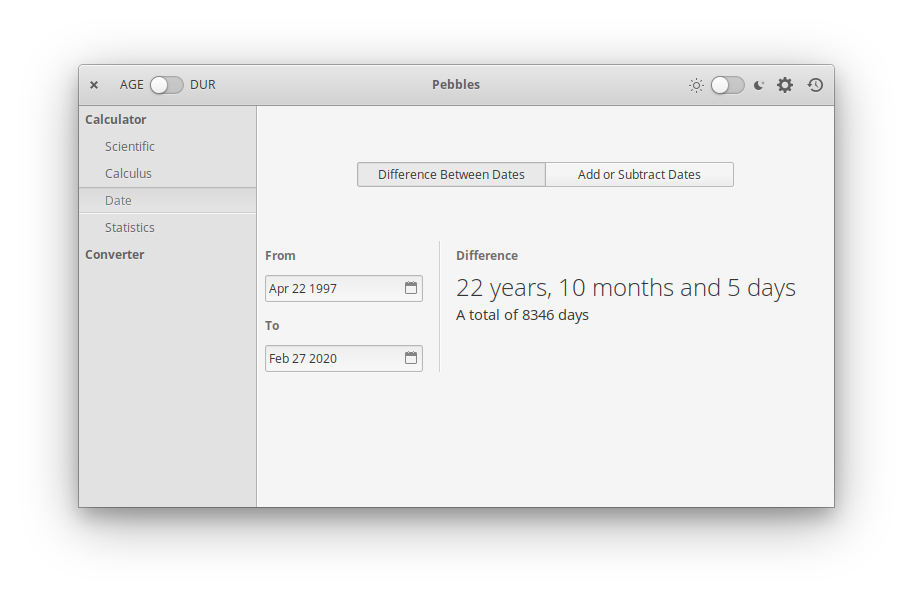 AGE DUR Pebbles
Calculator
Scientific
Calculus
Date
Statistics
Converter
Difference Between Dates Add or Subtract Dates
From
Apr 22 1997
To
Feb 27 2020
Difference
22 years, 10 months and 5 days
A total of 8346 days